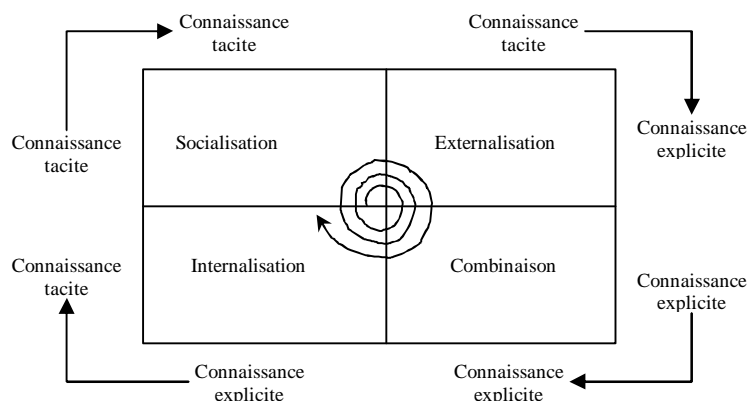 Connaissance
tacite
Connaissance
tacite
Connaissance
tacite
Socialisation
Externalisation
Connaissance
explicite
Connaissance
tacite
Internalisation
Combinaison
Connaissance
explicite
Connaissance
explicite
Connaissance
explicite